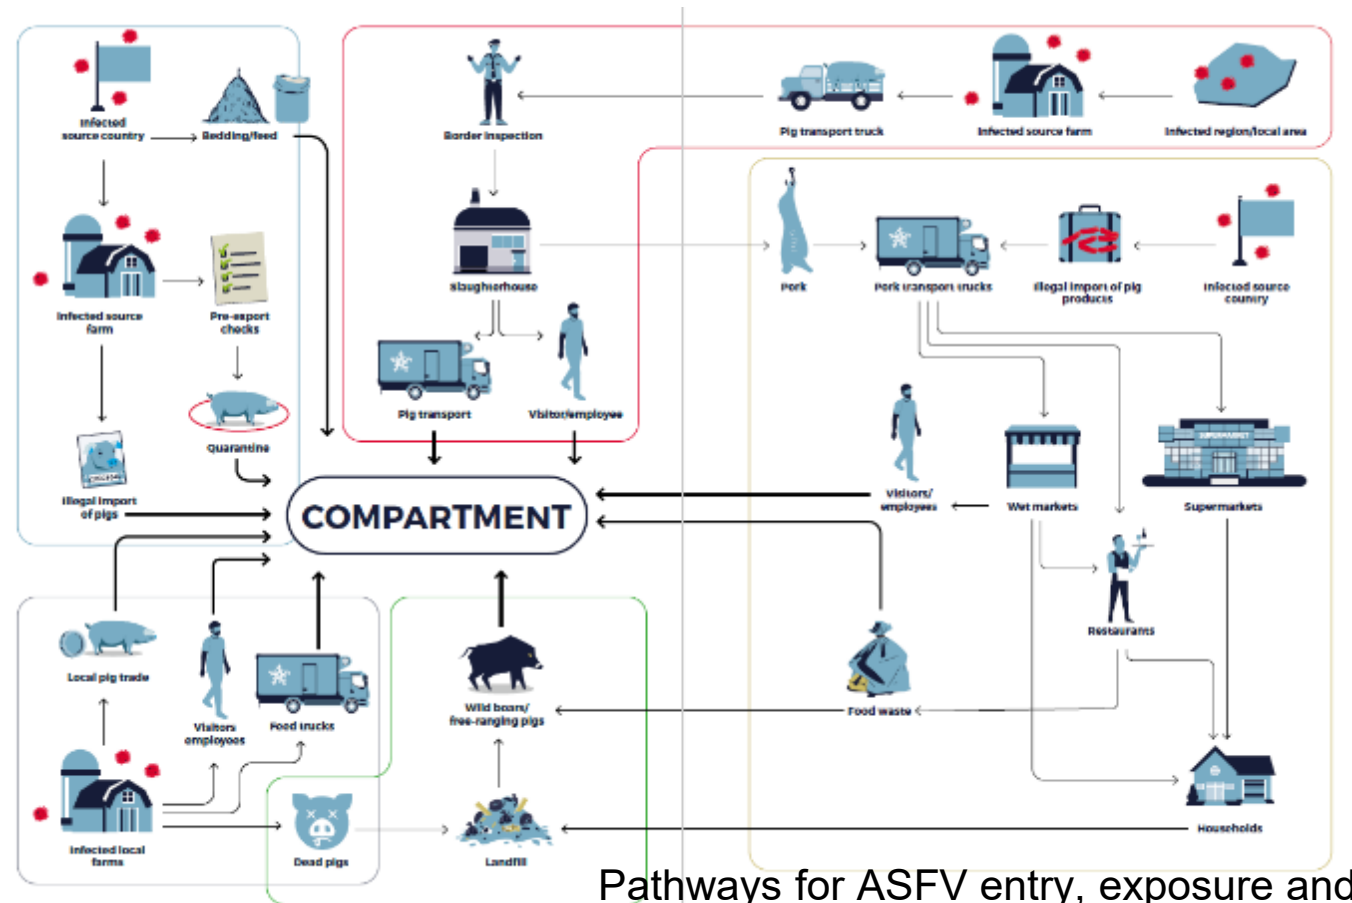 Infected
source country
Bedding/feed
Infected source
farm
Pre-export
checks
Quarantine
Illegal import
of pigs
Border inspection
Pig transport truck
Infected source farm
Infected region/local area
Slaughterhouse
Pig transport
Visitor/employee
Pork
Pork transport trucks
Illegal import of pig
products
Infected source
country
Visitors/
employees
Wet markets
SUPERMARKET
Supermarkets
Restaurants
Food waste
Households
COMPARTMENT
Local pig trade
Visitors
employees
Feed trucks
Infected local
farms
Dead pigs
Wild boars/
free-ranging pigs
Landfill
Pathways for ASFV entry, exposure and